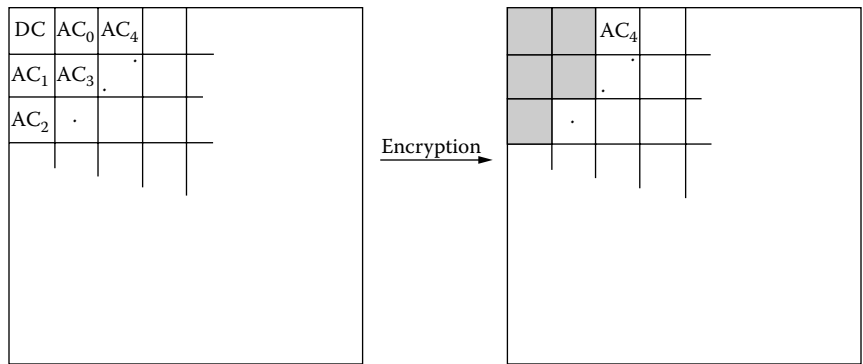 DC AC₀ AC₄
AC₁ AC₃
AC₂
Encryption
AC₄